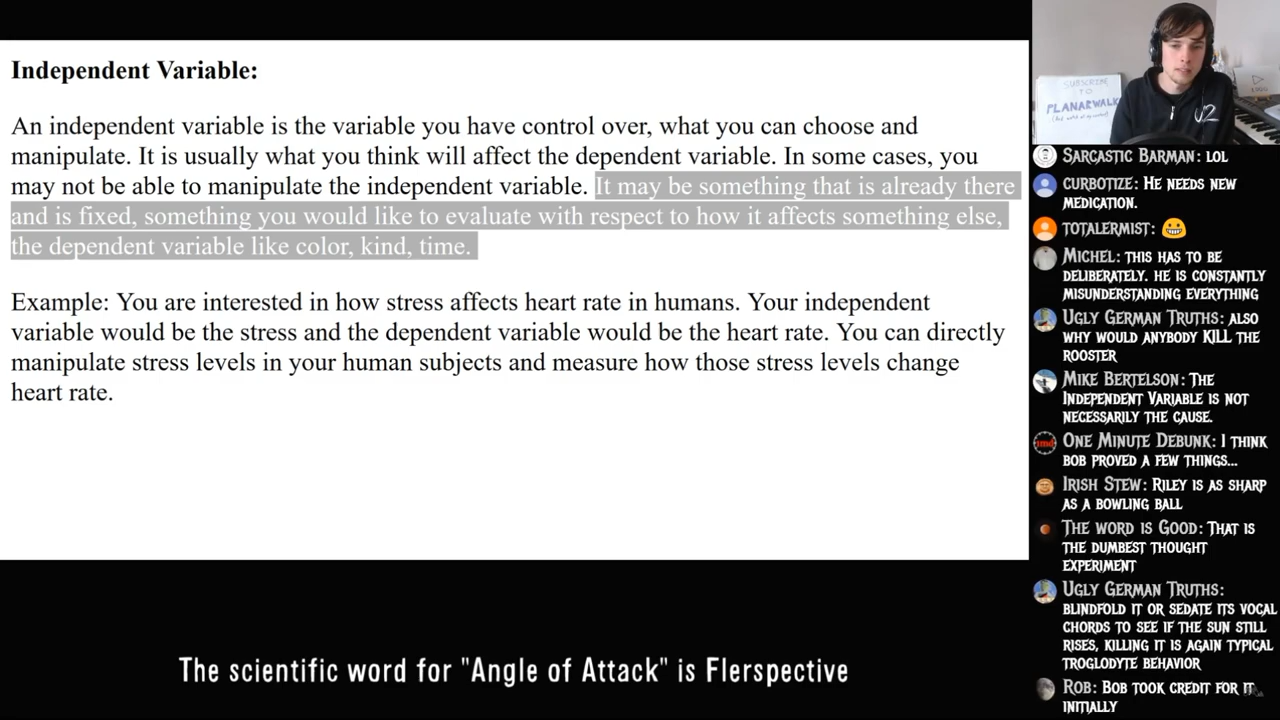 Independent Variable:
An independent variable is the variable you have control over, what you can choose and
manipulate. It is usually what you think will affect the dependent variable. In some cases, you
may not be able to manipulate the independent variable. It may be something that is already there
and is fixed, something you would like to evaluate with respect to how it affects something else,
the dependent variable like color, kind, time.
Example: You are interested in how stress affects heart rate in humans. Your independent
variable would be the stress and the dependent variable would be the heart rate. You can directly
manipulate stress levels in your human subjects and measure how those stress levels change
heart rate.
The scientific word for "Angle of Attack" is Flerspective
SUBSCRIBE
TO
PLANARWALK
Sarcastic Barman: lol
curbotize: He needs new
medication.
totalermist:
Michel: this has to be
deliberately. he is constantly
misunderstanding everything
Ugly German Truths: also
why would anybody KILL the
rooster
Mike Bertelson: The
Independent Variable is not
necessarily the cause.
One Minute Debunk: I think
Bob proved a few things...
Irish Stew: Riley is as sharp
as a bowling ball
The word is Good: That is
the dumbest thought
experiment
Ugly German Truths:
blindfold it or sedate its vocal
chords to see if the sun still
rises, killing it is again typical
troglodyte behavior
Rob: Bob took credit for it
initially